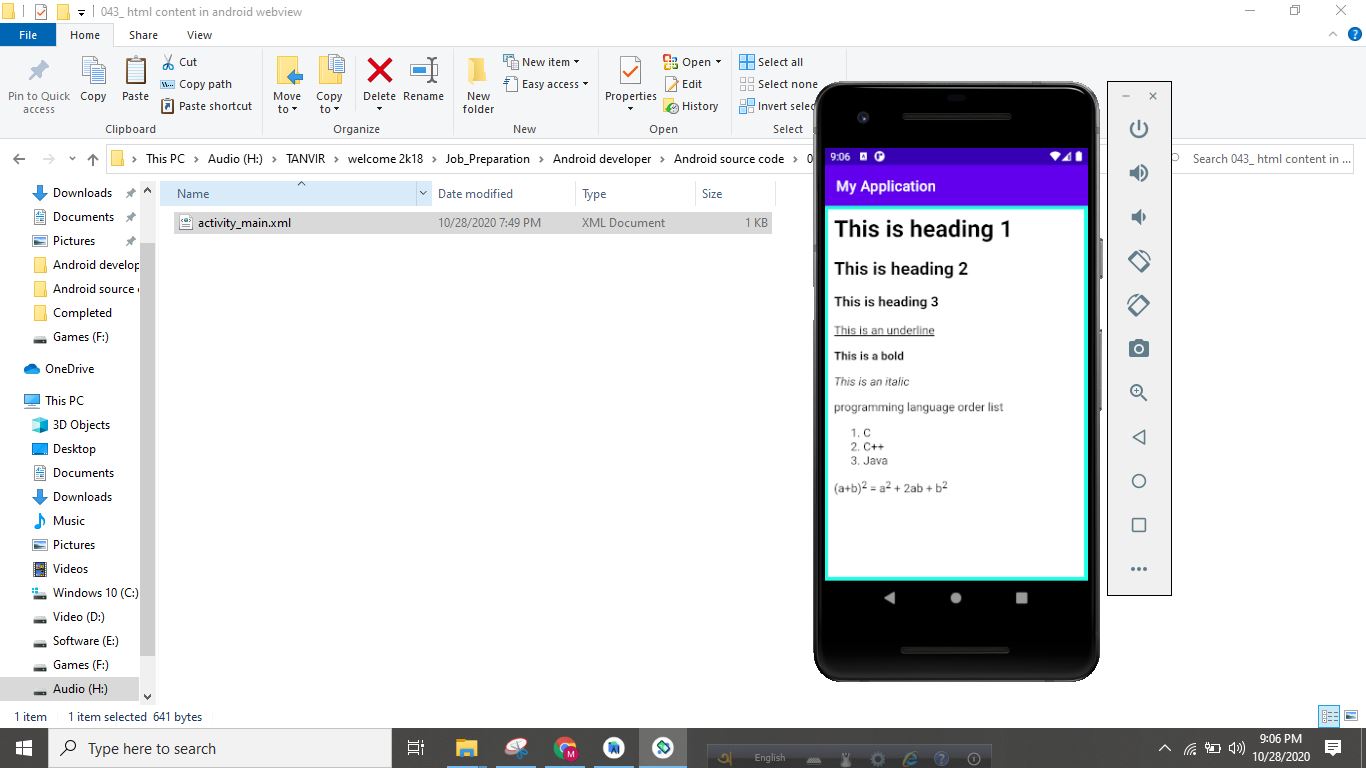 043_ html content in android webview
File Home Share View
Pin to Quick access
Copy
Paste
Cut
Copy path
Paste shortcut
Clipboard
Move to
Copy to
Delete
Rename
Organize
New folder
New item
Easy access
New
Properties
Open
Edit
History
Open
Select all
Select none
Invert selec
Select
This PC > Audio (H:) > TANVIR > welcome 2k18 > Job_Preparation > Android developer > Android source code > 0
Search 043_ html content in ...
Name Date modified Type Size
activity_main.xml 10/28/2020 7:49 PM XML Document 1 KB
Downloads
Documents
Pictures
Android develop
Android source
Completed
Games (F:)
OneDrive
This PC
3D Objects
Desktop
Documents
Downloads
Music
Pictures
Videos
Windows 10 (C:)
Video (D:)
Software (E:)
Games (F:)
Audio (H:)
9:06
My Application
This is heading 1
This is heading 2
This is heading 3
This is an underline
This is a bold
This is an italic
programming language order list
1. C
2. C++
3. Java
(a+b)² = a² + 2ab + b²
1 item 1 item selected 641 bytes
Type here to search
English
9:06 PM
10/28/2020